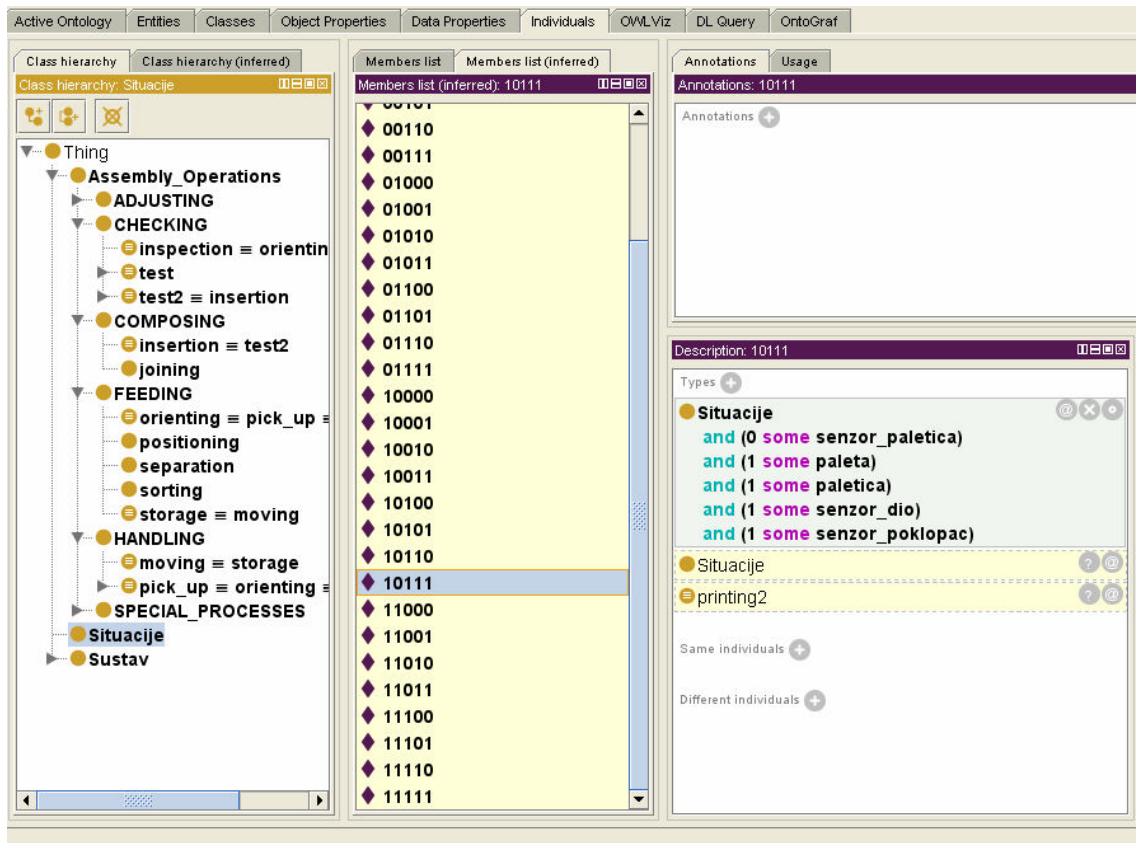 Active Ontology Entities Classes Object Properties Data Properties Individuals OWLViz DL Query OntoGraf
Class hierarchy Class hierarchy (inferred)
Class hierarchy: Situacije
Thing
Assembly_Operations
ADJUSTING
CHECKING
inspection ≡ orientin
test
test2 ≡ insertion
COMPOSING
insertion ≡ test2
joining
FEEDING
orienting ≡ pick_up ≡
positioning
separation
sorting
storage ≡ moving
HANDLING
moving ≡ storage
pick_up ≡ orienting ≡
SPECIAL_PROCESSES
Situacije
Sustav
Members list Members list (inferred)
Members list (inferred): 10111
00101
00110
00111
01000
01001
01010
01011
01100
01101
01110
01111
10000
10001
10010
10011
10100
10101
10110
10111
11000
11001
11010
11011
11100
11101
11110
11111
Annotations Usage
Annotations: 10111
Annotations
Description: 10111
Types
Situacije
and (0 some senzor_paletica)
and (1 some paleta)
and (1 some paletica)
and (1 some senzor_dio)
and (1 some senzor_poklopac)
Situacije
printing2
Same individuals
Different individuals